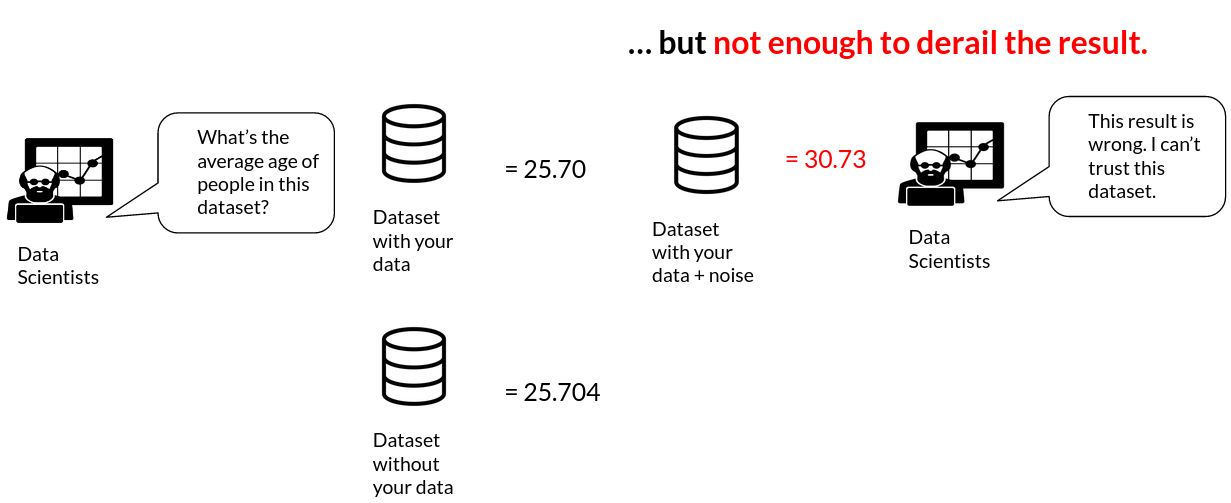 ... but not enough to derail the result.
What’s the
average age of
people in this
dataset?
Data
Scientists
= 25.70
Dataset
with your
data
= 25.704
Dataset
without
your data
= 30.73
Dataset
with your
data + noise
This result is
wrong. I can’t
trust this
dataset.
Data
Scientists